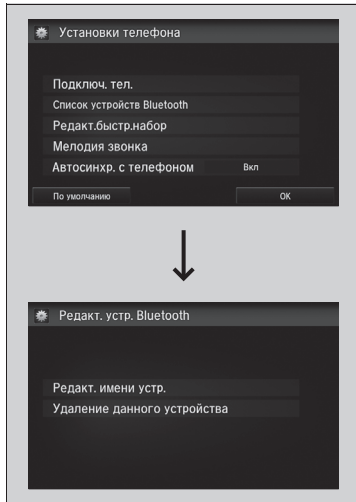 Установки телефона
Подключ. тел.
Список устройств Bluetooth
Редакт.быстр.набор
Мелодия звонка
Автосинхр. с телефоном Вкл
По умолчанию OK
Редакт. устр. Bluetooth
Редакт. имени устр.
Удаление данного устройства